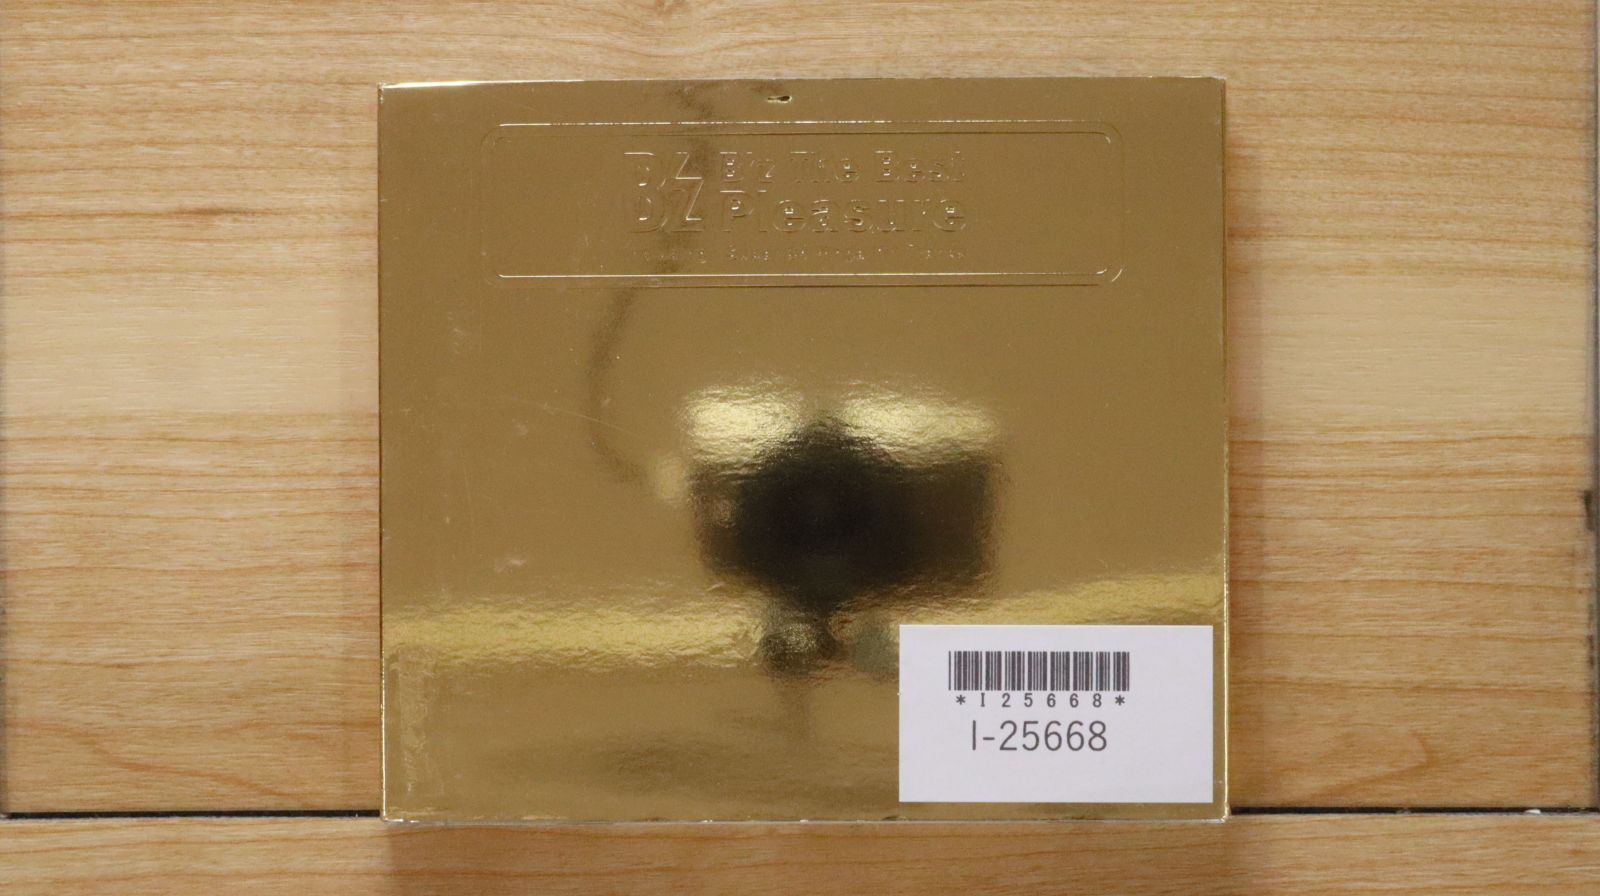 B'z B'z The Best
Pleasure
*I25668*
I-25668